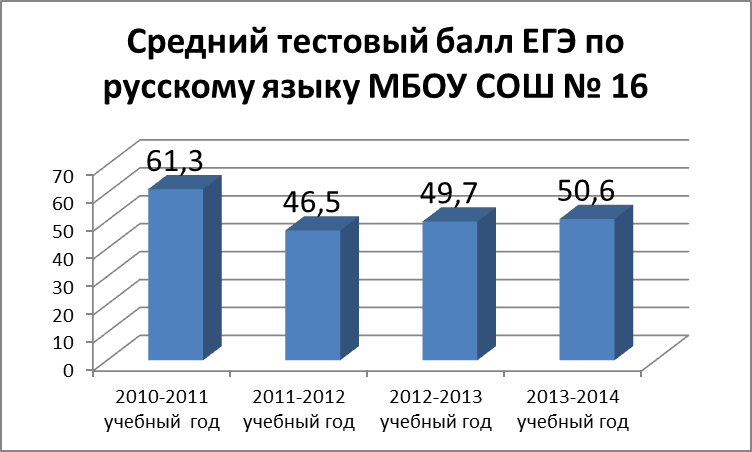 Средний тестовый балл ЕГЭ по
русскому языку МБОУ СОШ № 16
61,3
46,5
49,7
50,6
70
60
50
40
30
20
10
0
2010-2011
учебный год
2011-2012
учебный год
2012-2013
учебный год
2013-2014
учебный год